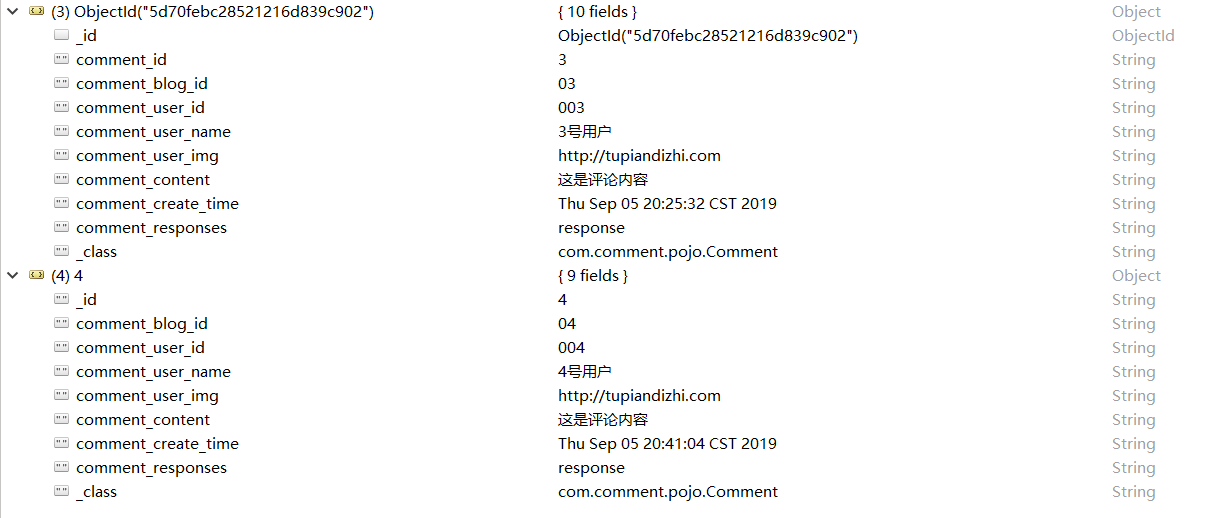 (3) ObjectId("5d70febc28521216d839c902") { 10 fields } Object
_id ObjectId("5d70febc28521216d839c902") ObjectId
comment_id 3 String
comment_blog_id 03 String
comment_user_id 003 String
comment_user_name 3号用户 String
comment_user_img http://tupiandizhi.com String
comment_content 这是评论内容 String
comment_create_time Thu Sep 05 20:25:32 CST 2019 String
comment_responses response String
_class com.comment.pojo.Comment String
(4) 4 { 9 fields } Object
_id 4 String
comment_blog_id 04 String
comment_user_id 004 String
comment_user_name 4号用户 String
comment_user_img http://tupiandizhi.com String
comment_content 这是评论内容 String
comment_create_time Thu Sep 05 20:41:04 CST 2019 String
comment_responses response String
_class com.comment.pojo.Comment String